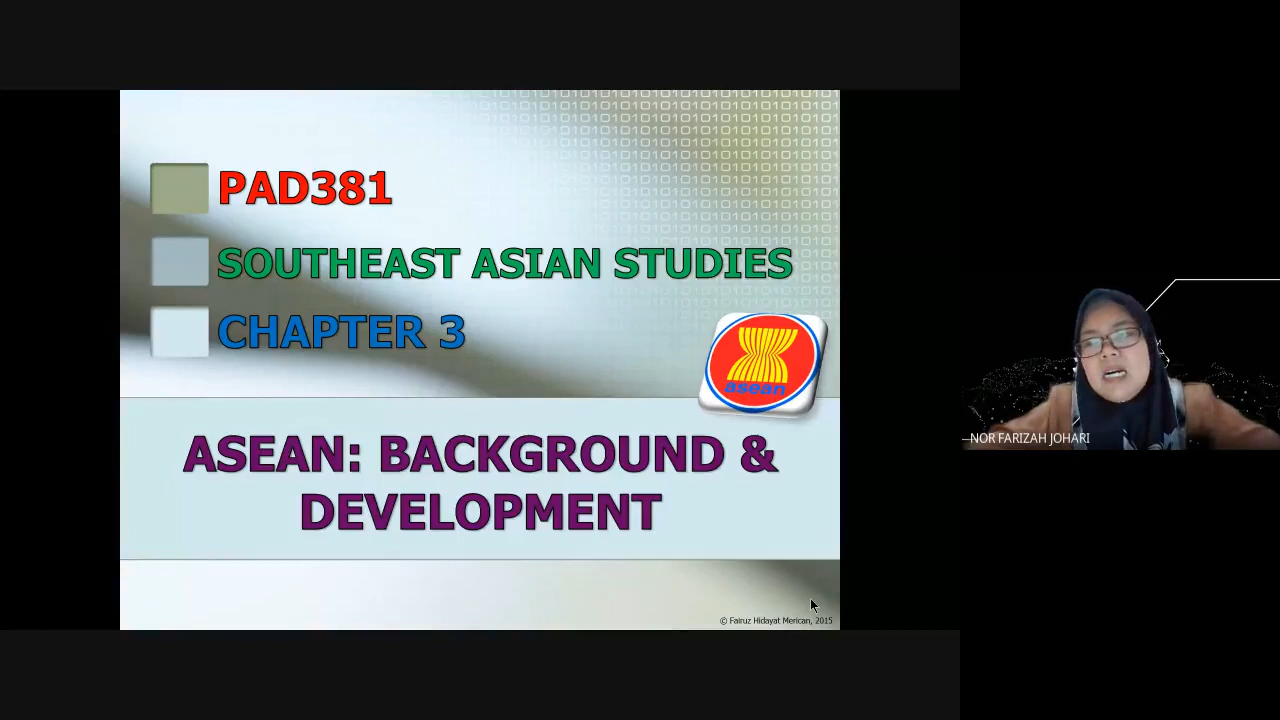 PAD381
SOUTHEAST ASIAN STUDIES
CHAPTER 3
asean
ASEAN: BACKGROUND &
DEVELOPMENT
© Fairuz Hidayat Merican, 2015
NOR FARIZAH JOHARI